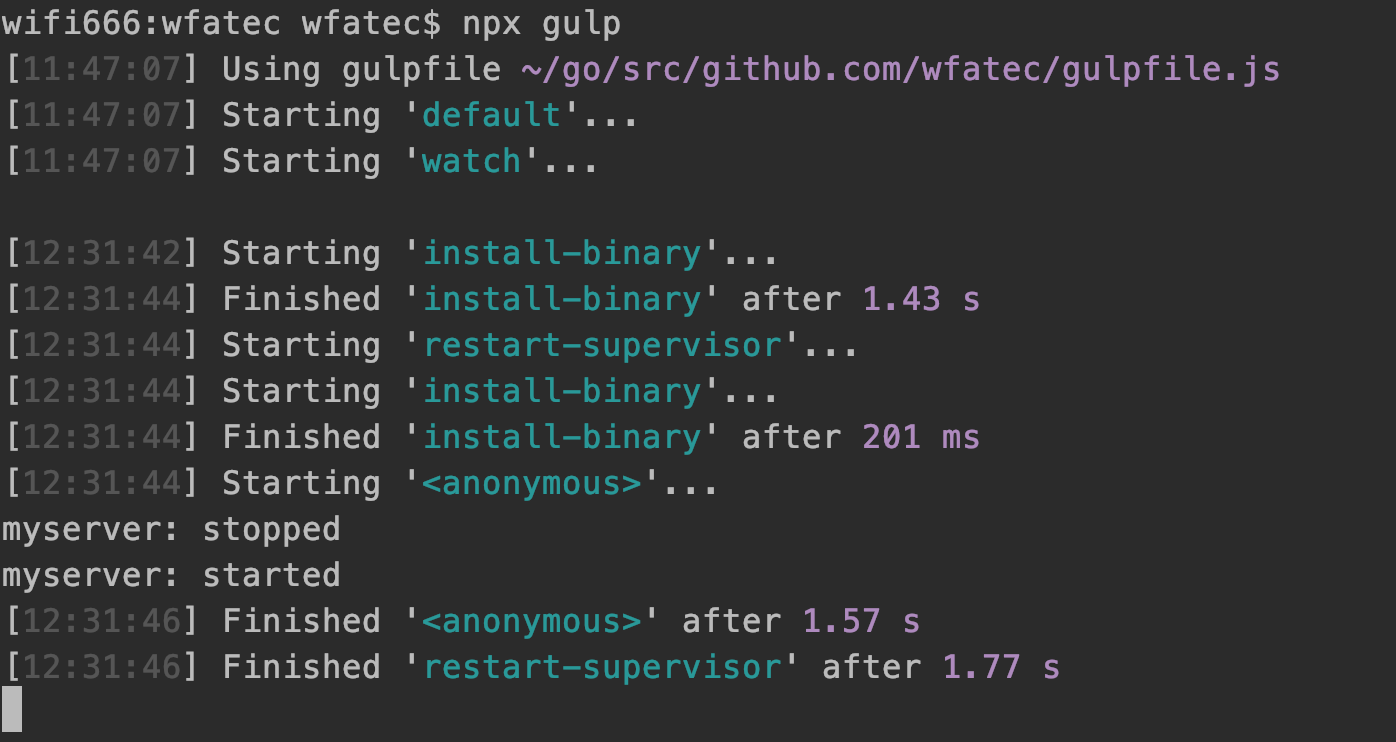 wifi666:wfatec wfatec$ npx gulp
[11:47:07] Using gulpfile ~/go/src/github.com/wfatec/gulpfile.js
[11:47:07] Starting 'default'...
[11:47:07] Starting 'watch'...
[12:31:42] Starting 'install-binary'...
[12:31:44] Finished 'install-binary' after 1.43 s
[12:31:44] Starting 'restart-supervisor'...
[12:31:44] Starting 'install-binary'...
[12:31:44] Finished 'install-binary' after 201 ms
[12:31:44] Starting '<anonymous>'...
myserver: stopped
myserver: started
[12:31:46] Finished '<anonymous>' after 1.57 s
[12:31:46] Finished 'restart-supervisor' after 1.77 s